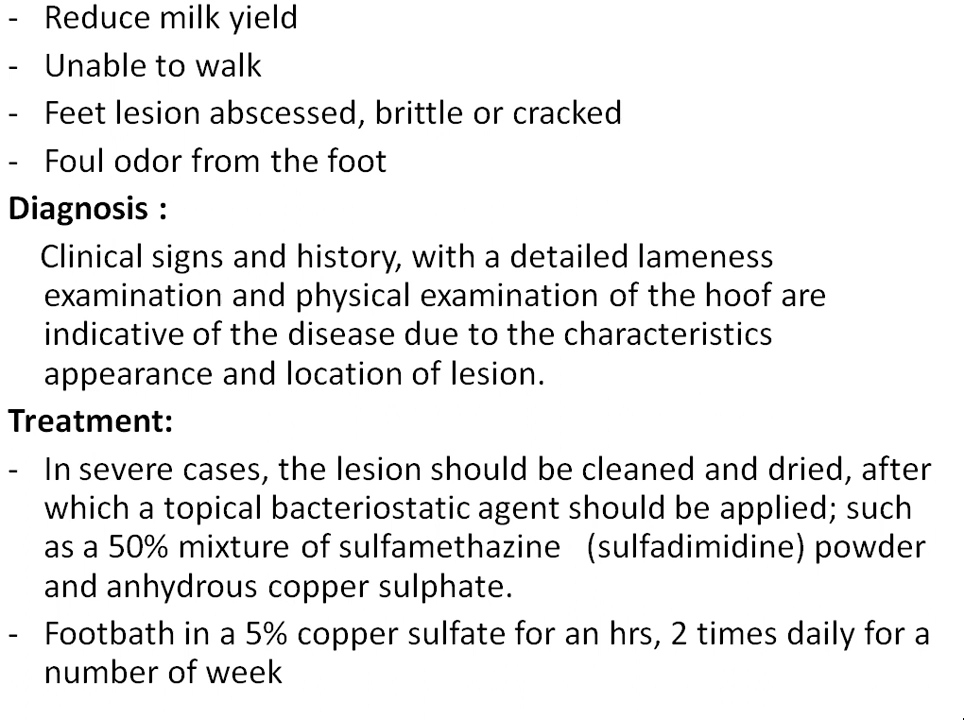 - Reduce milk yield
- Unable to walk
- Feet lesion abscessed, brittle or cracked
- Foul odor from the foot
Diagnosis :
Clinical signs and history, with a detailed lameness
examination and physical examination of the hoof are
indicative of the disease due to the characteristics
appearance and location of lesion.
Treatment:
- In severe cases, the lesion should be cleaned and dried, after
which a topical bacteriostatic agent should be applied; such
as a 50% mixture of sulfamethazine (sulfadimidine) powder
and anhydrous copper sulphate.
- Footbath in a 5% copper sulfate for an hrs, 2 times daily for a
number of week